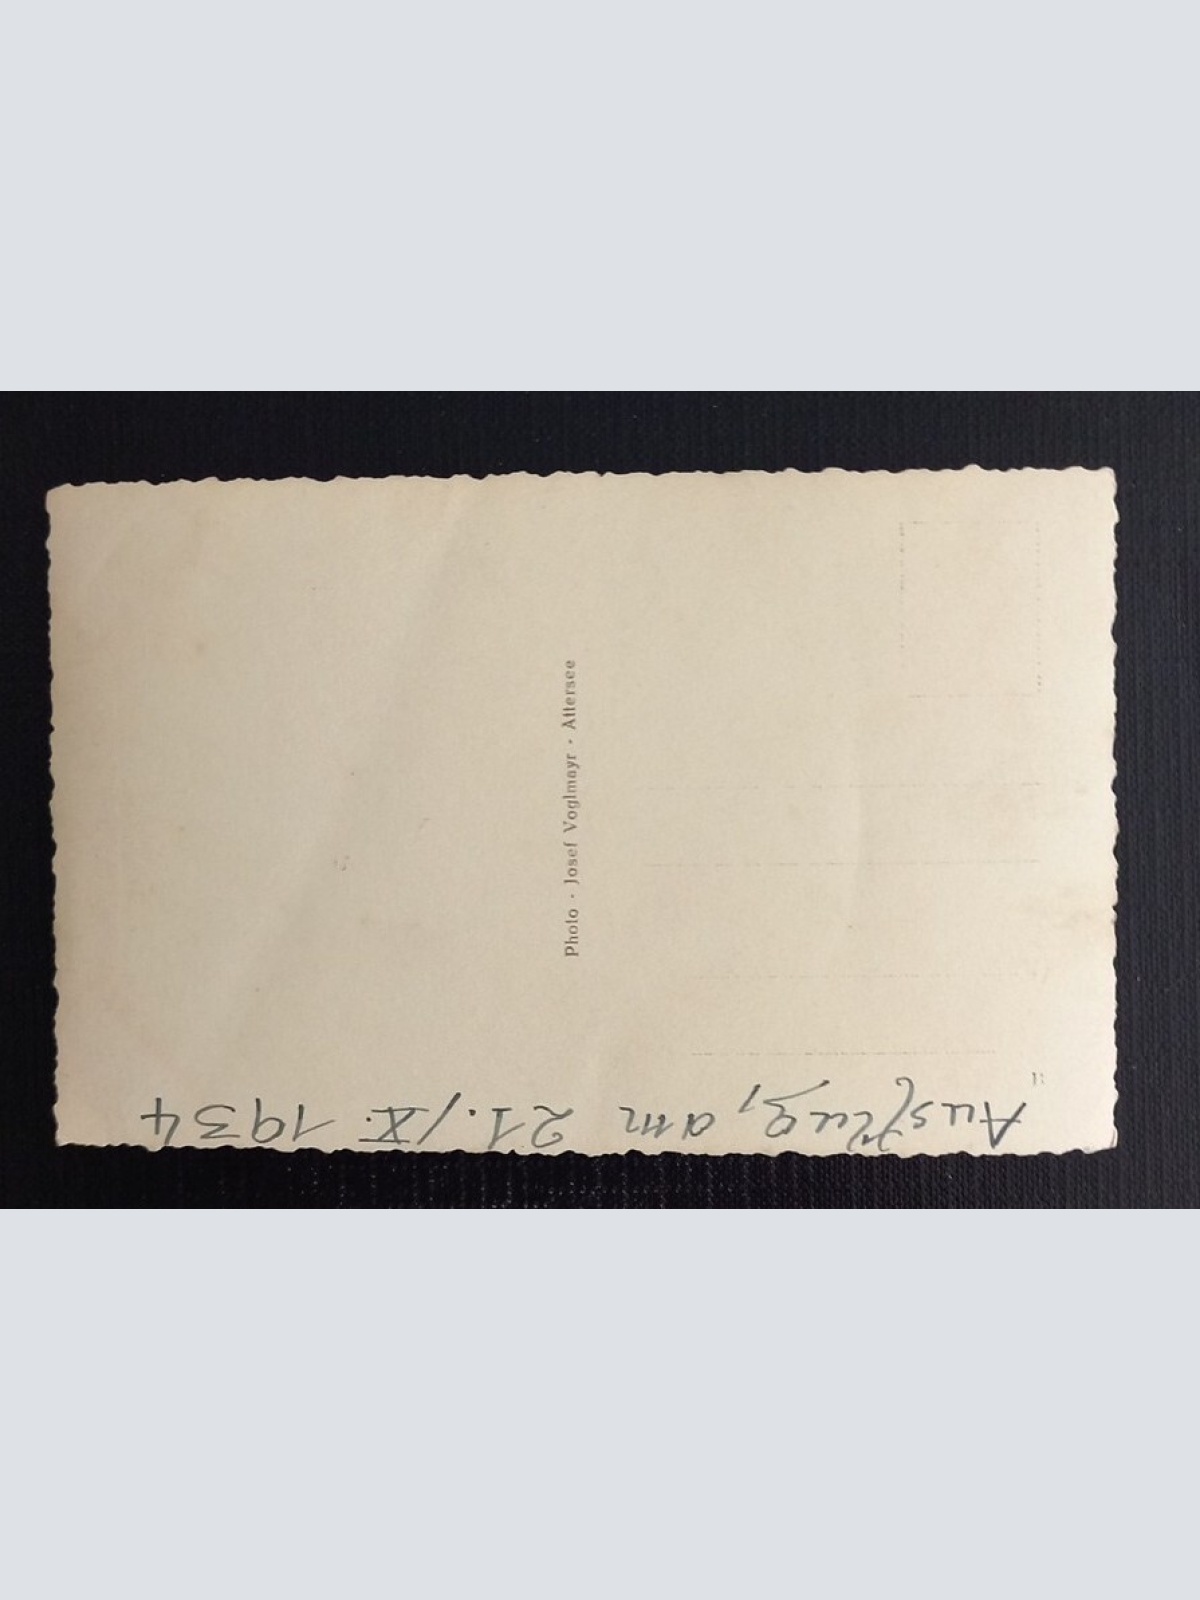 Photo · Josef Voglmayr · Attersee
Ausflug, am 21./X. 1934